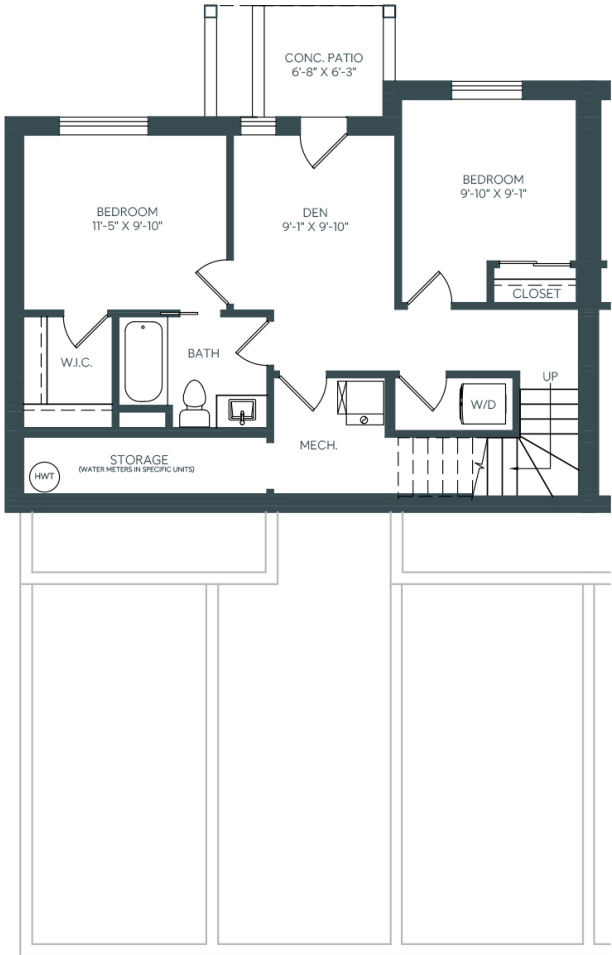 CONC. PATIO
6'-8" X 6'-3"
BEDROOM
11'-5" X 9'-10"
DEN
9'-1" X 9'-10"
BEDROOM
9'-10" X 9'-1"
CLOSET
W.I.C.
BATH
UP
W/D
MECH.
STORAGE
(WATER METERS IN SPECIFIC UNITS)
HWT